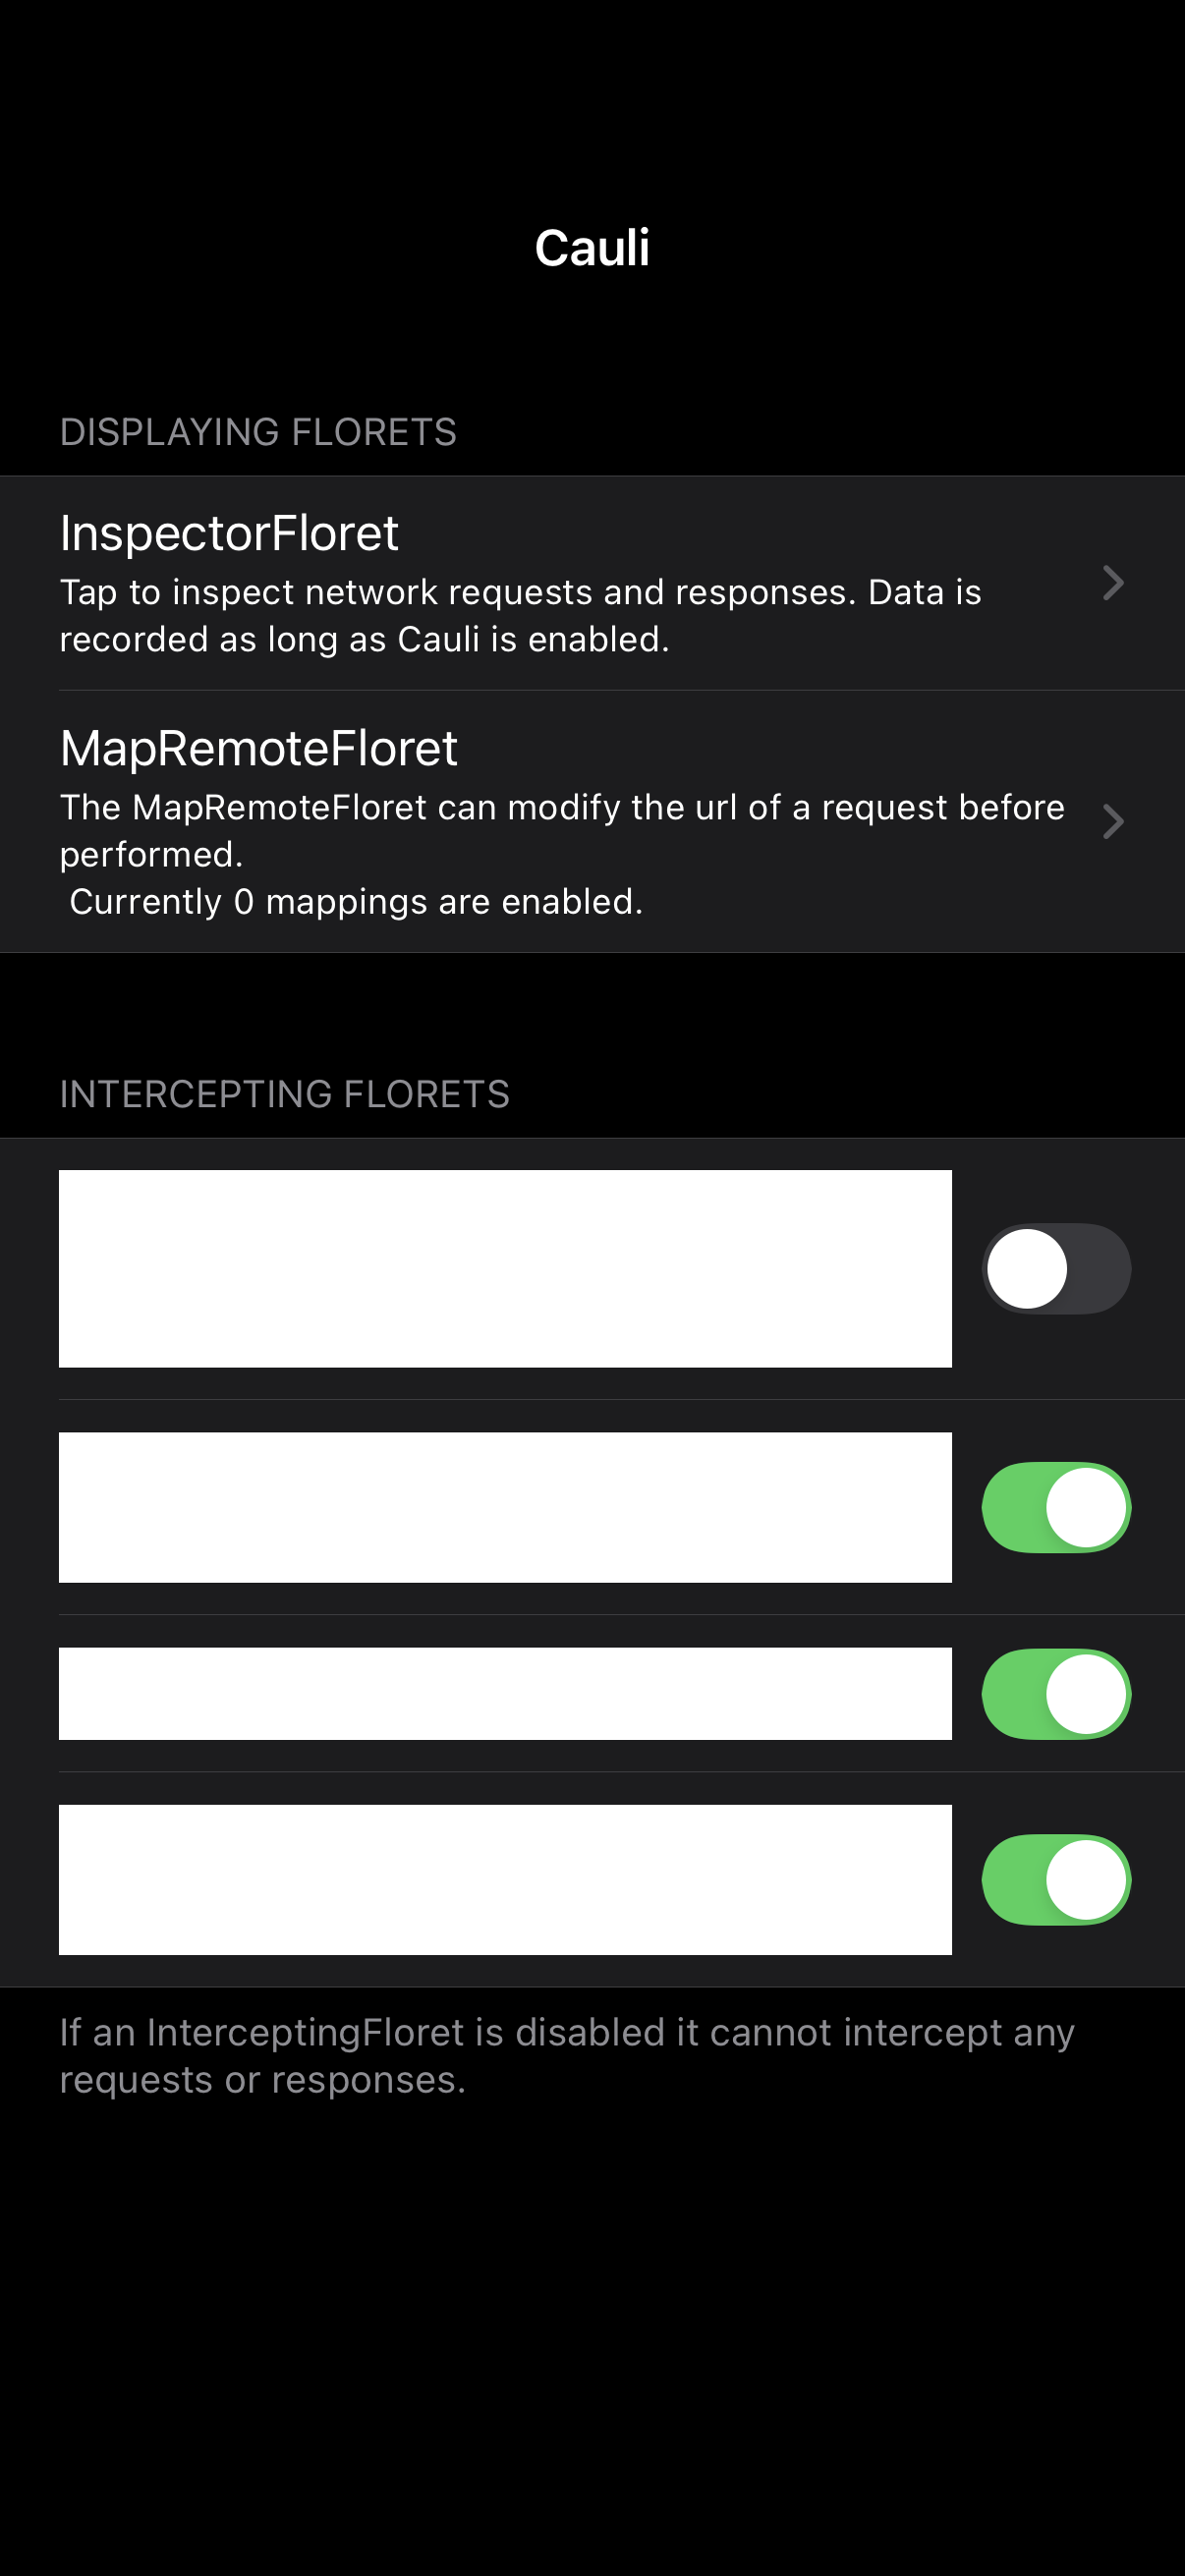 Cauli
DISPLAYING FLORETS
InspectorFloret
Tap to inspect network requests and responses. Data is
recorded as long as Cauli is enabled.
MapRemoteFloret
The MapRemoteFloret can modify the url of a request before
performed.
Currently 0 mappings are enabled.
INTERCEPTING FLORETS
If an InterceptingFloret is disabled it cannot intercept any
requests or responses.